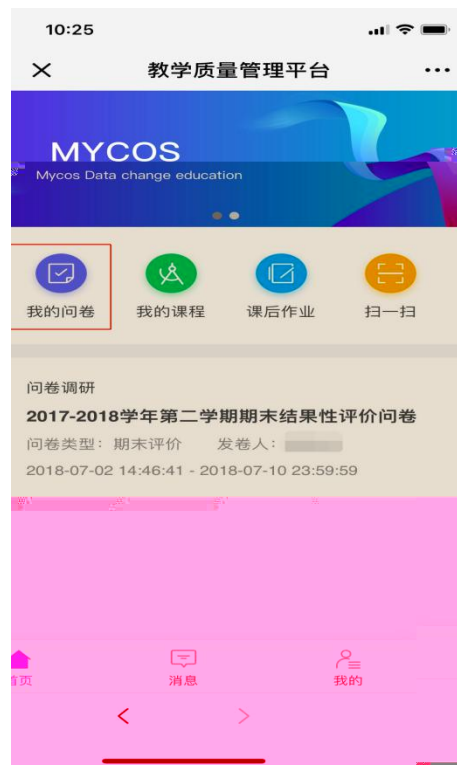 10:25
教学质量管理平台
MYCOS
Mycos Data change education
我的问卷 我的课程 课后作业 扫一扫
问卷调研
2017-2018学年第二学期期末结果性评价问卷
问卷类型：期末评价 发卷人：
2018-07-02 14:46:41 - 2018-07-10 23:59:59
首页 消息 我的